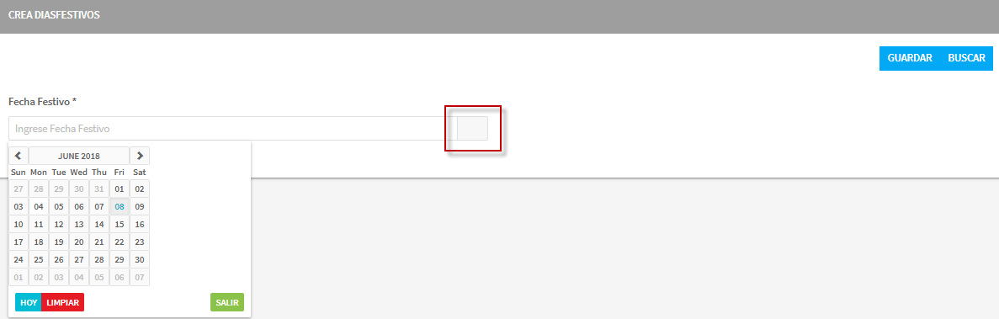 CREA DIASFESTIVOS
GUARDAR BUSCAR
Fecha Festivo *
Ingrese Fecha Festivo
JUNE 2018
Sun Mon Tue Wed Thu Fri Sat
27 28 29 30 31 01 02
03 04 05 06 07 08 09
10 11 12 13 14 15 16
17 18 19 20 21 22 23
24 25 26 27 28 29 30
01 02 03 04 05 06 07
HOY LIMPIAR SALIR